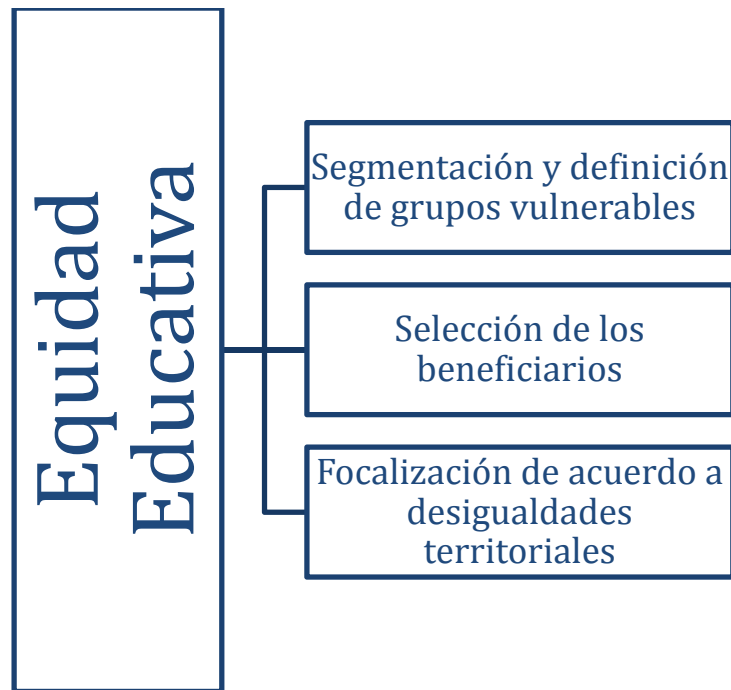 Equidad
Educativa
Segmentación y definición
de grupos vulnerables
Selección de los
beneficiarios
Focalización de acuerdo a
desigualdades
territoriales